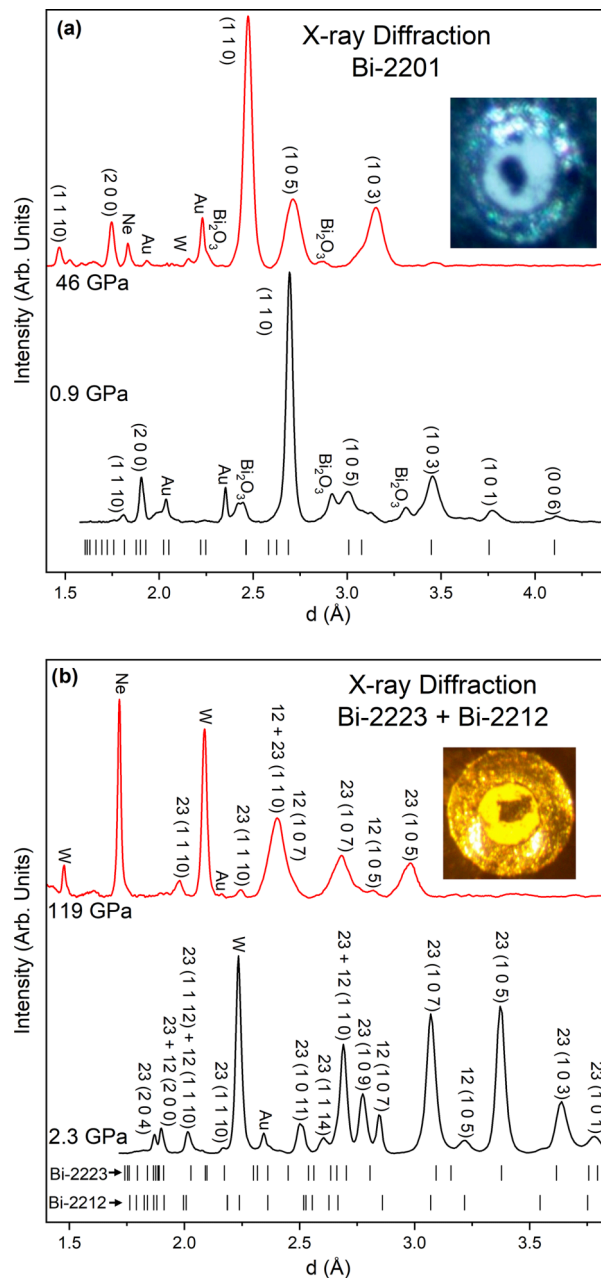 (a)
X-ray Diffraction
Bi-2201
(1 1 10)
(2 0 0)
Ne
Au
W
Au
Bi₂O₃
(1 1 0)
(1 0 5)
Bi₂O₃
(1 0 3)
46 GPa
0.9 GPa
(1 1 10)
(2 0 0)
Au
Au
Bi₂O₃
(1 1 0)
Bi₂O₃
(1 0 5)
Bi₂O₃
(1 0 3)
(1 0 1)
(0 0 6)
Intensity (Arb. Units)
1.5 2.0 2.5 3.0 3.5 4.0
d (Å)
(b)
X-ray Diffraction
Bi-2223 + Bi-2212
W
Ne
23 (1 1 10)
W
Au
23 (1 1 10)
12 + 23 (1 1 0)
12 (1 0 7)
23 (1 0 7)
12 (1 0 5)
23 (1 0 5)
119 GPa
2.3 GPa
23 (2 0 4)
23 + 12 (2 0 0)
23 (1 1 12) + 12 (1 1 10)
23 (1 1 10)
W
Au
23 (1 0 11)
23 (1 1 14)
23 + 12 (1 1 0)
23 (1 0 9)
12 (1 0 7)
23 (1 0 7)
12 (1 0 5)
23 (1 0 5)
23 (1 0 3)
23 (1 0 1)
Bi-2223
Bi-2212
Intensity (Arb. Units)
1.5 2.0 2.5 3.0 3.5
d (Å)